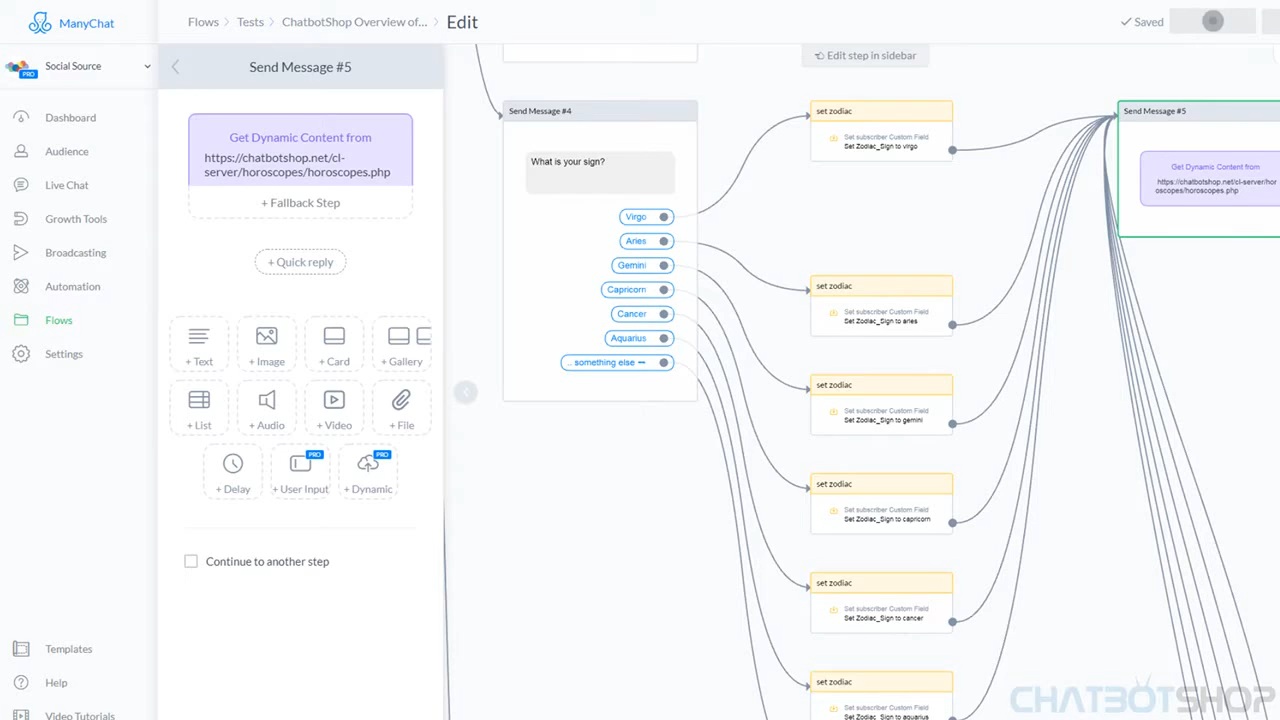 ManyChat
Flows
Tests
ChatbotShop Overview of...
Edit
Saved
PRO
Social Source
Dashboard
Audience
Live Chat
Growth Tools
Broadcasting
Automation
Flows
Settings
Templates
Help
Video Tutorials
Send Message #5
Get Dynamic Content from
https://chatbotshop.net/cl-
server/horoscopes/horoscopes.php
+ Fallback Step
+ Quick reply
+ Text
+ Image
+ Card
+ Gallery
+ List
+ Audio
+ Video
+ File
+ Delay
PRO
+ User Input
PRO
+ Dynamic
Continue to another step
Edit step in sidebar
Send Message #4
What is your sign?
Virgo
Aries
Gemini
Capricorn
Cancer
Aquarius
.. something else
set zodiac
Set subscriber Custom Field
Set Zodiac_Sign to virgo
set zodiac
Set subscriber Custom Field
Set Zodiac_Sign to aries
set zodiac
Set subscriber Custom Field
Set Zodiac_Sign to gemini
set zodiac
Set subscriber Custom Field
Set Zodiac_Sign to capricorn
set zodiac
Set subscriber Custom Field
Set Zodiac_Sign to cancer
set zodiac
Set subscriber Custom Field
Set Zodiac_Sign to aquarius
Send Message #5
Get Dynamic Content from
https://chatbotshop.net/cl-server/hor
oscopes/horoscopes.php
CHATBOTSHOP